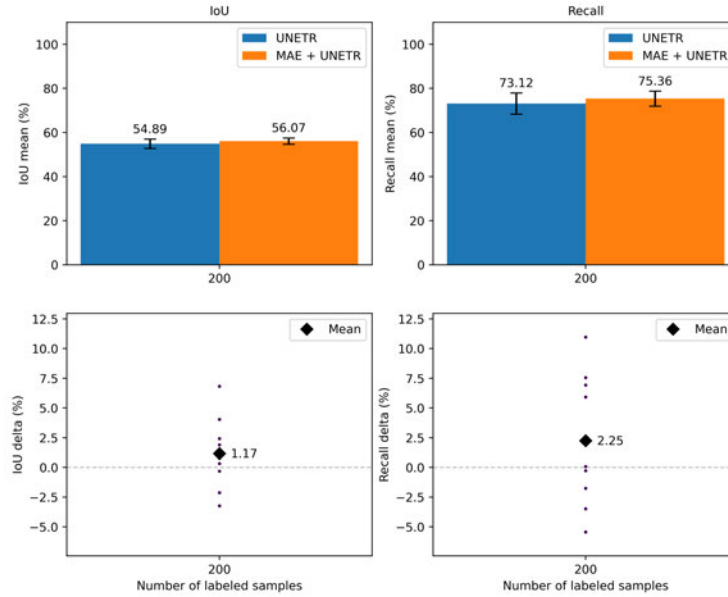 IoU
IoU mean (%)
100
80
60
40
20
0
UNETR
MAE + UNETR
54.89
56.07
200
Recall
Recall mean (%)
100
80
60
40
20
0
UNETR
MAE + UNETR
73.12
75.36
200
IoU delta (%)
12.5
10.0
7.5
5.0
2.5
0.0
−2.5
−5.0
Mean
1.17
200
Number of labeled samples
Recall delta (%)
12.5
10.0
7.5
5.0
2.5
0.0
−2.5
−5.0
Mean
2.25
200
Number of labeled samples